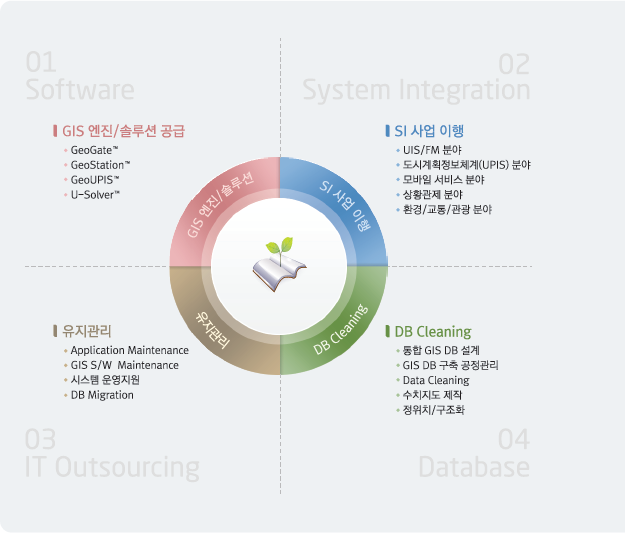 01
Software
GIS 엔진/솔루션 공급
GeoGate™
GeoStation™
GeoUPIS™
U-Solver™
02
System Integration
SI 사업 이행
UIS/FM 분야
도시계획정보체계(UPIS) 분야
모바일 서비스 분야
상황관제 분야
환경/교통/관광 분야
GIS 엔진/솔루션
SI 사업 이행
유지관리
DB Cleaning
유지관리
Application Maintenance
GIS S/W Maintenance
시스템 운영지원
DB Migration
03
IT Outsourcing
DB Cleaning
통합 GIS DB 설계
GIS DB 구축 공정관리
Data Cleaning
수치지도 제작
정위치/구조화
04
Database